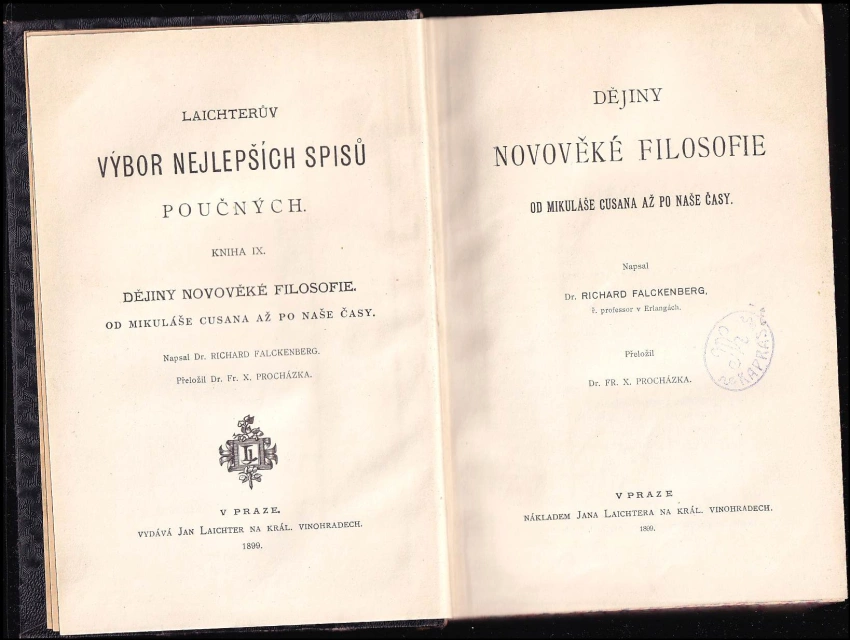 LAICHTERŮV
VÝBOR NEJLEPŠÍCH SPISŮ
POUČNÝCH.
KNIHA IX.
DĚJINY NOVOVĚKÉ FILOSOFIE.
OD MIKULÁŠE CUSANA AŽ PO NAŠE ČASY.
Napsal Dr. RICHARD FALCKENBERG.
Přeložil Dr. Fr. X. PROCHÁZKA.
V PRAZE.
VYDÁVÁ JAN LAICHTER NA KRÁL. VINOHRADECH.
1899.
DĚJINY
NOVOVĚKÉ FILOSOFIE
OD MIKULÁŠE CUSANA AŽ PO NAŠE ČASY.
Napsal
Dr. RICHARD FALCKENBERG,
ř. professor v Erlangách.
Přeložil
Dr. FR. X. PROCHÁZKA.
KAPRAS
V PRAZE
NÁKLADEM JANA LAICHTERA NA KRÁL. VINOHRADECH.
1899.